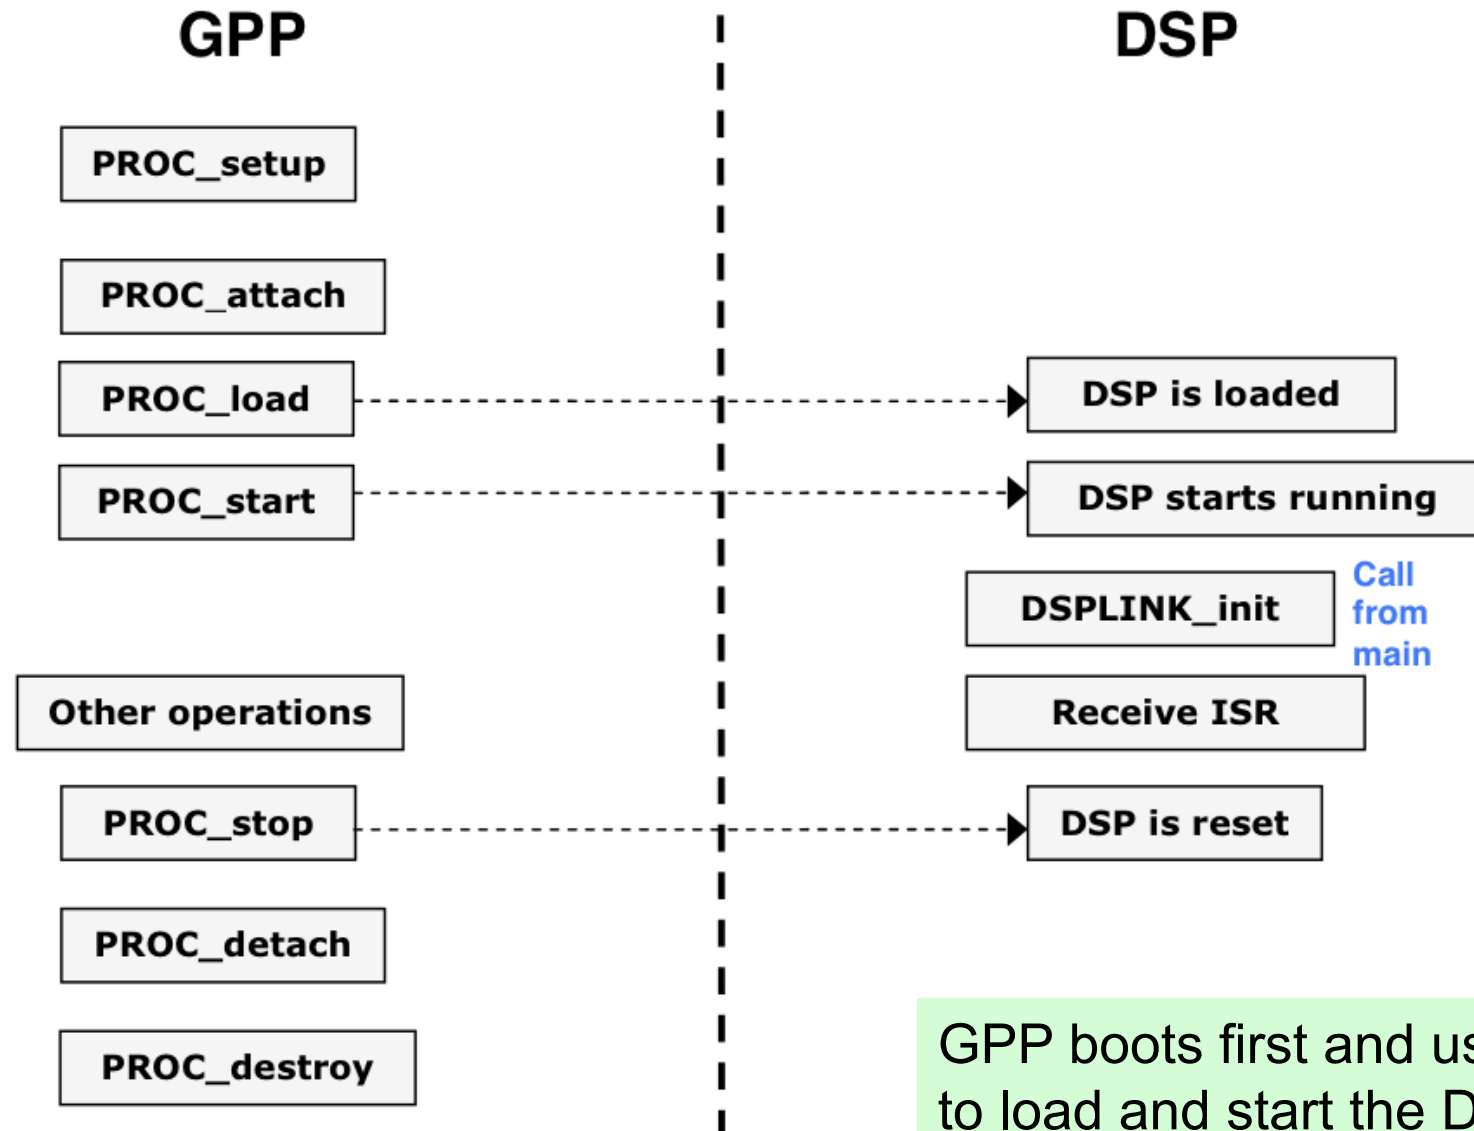 GPP
DSP
PROC_setup
PROC_attach
PROC_load
DSP is loaded
PROC_start
DSP starts running
DSPLINK_init
Call
from
main
Other operations
Receive ISR
PROC_stop
DSP is reset
PROC_detach
PROC_destroy
GPP boots first and
to load and start the